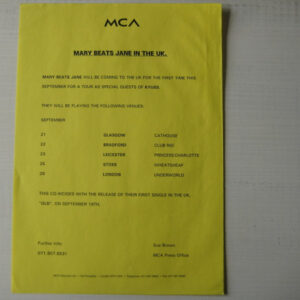 MCA
MARY BEATS JANE IN THE UK.
MARY BEATS JANE WILL BE COMING TO THE UK FOR THE FIRST TIME THIS
SEPTEMBER FOR A TOUR AS SPECIAL GUESTS OF KYUSS.
THEY WILL BE PLAYING THE FOLLOWING VENUES:
SEPTEMBER
21 GLASGOW CATHOUSE
22 BRADFORD CLUB RIO
23 LEICESTER PRINCESS CHARLOTTE
25 STOKE WHEATSHEAF
26 LONDON UNDERWORLD
THIS CO-INCIDES WITH THE RELEASE OF THEIR FIRST SINGLE IN THE UK,
"OLD" ON SEPTEMBER 19TH.
Further info:
MCA Press Office